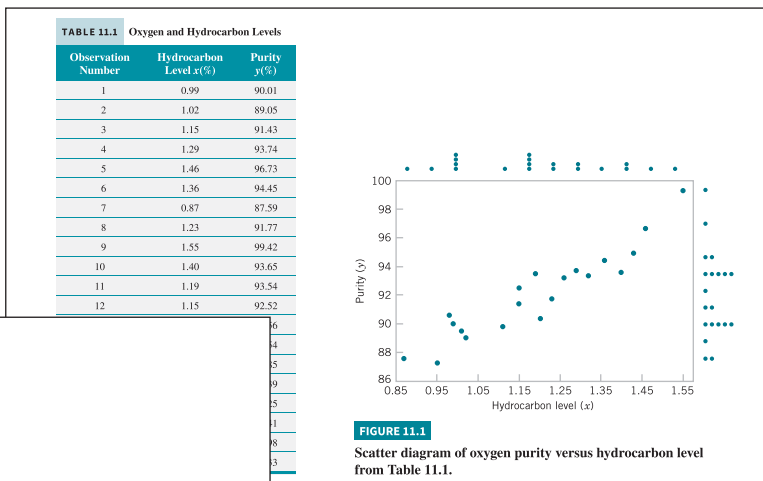 TABLE 11.1 Oxygen and Hydrocarbon Levels
Observation Number Hydrocarbon Level x(%) Purity y(%)
1 0.99 90.01
2 1.02 89.05
3 1.15 91.43
4 1.29 93.74
5 1.46 96.73
6 1.36 94.45
7 0.87 87.59
8 1.23 91.77
9 1.55 99.42
10 1.40 93.65
11 1.19 93.54
12 1.15 92.52
100
98
96
94
92
90
88
86
Purity (y)
0.85 0.95 1.05 1.15 1.25 1.35 1.45 1.55
Hydrocarbon level (x)
FIGURE 11.1
Scatter diagram of oxygen purity versus hydrocarbon level
from Table 11.1.